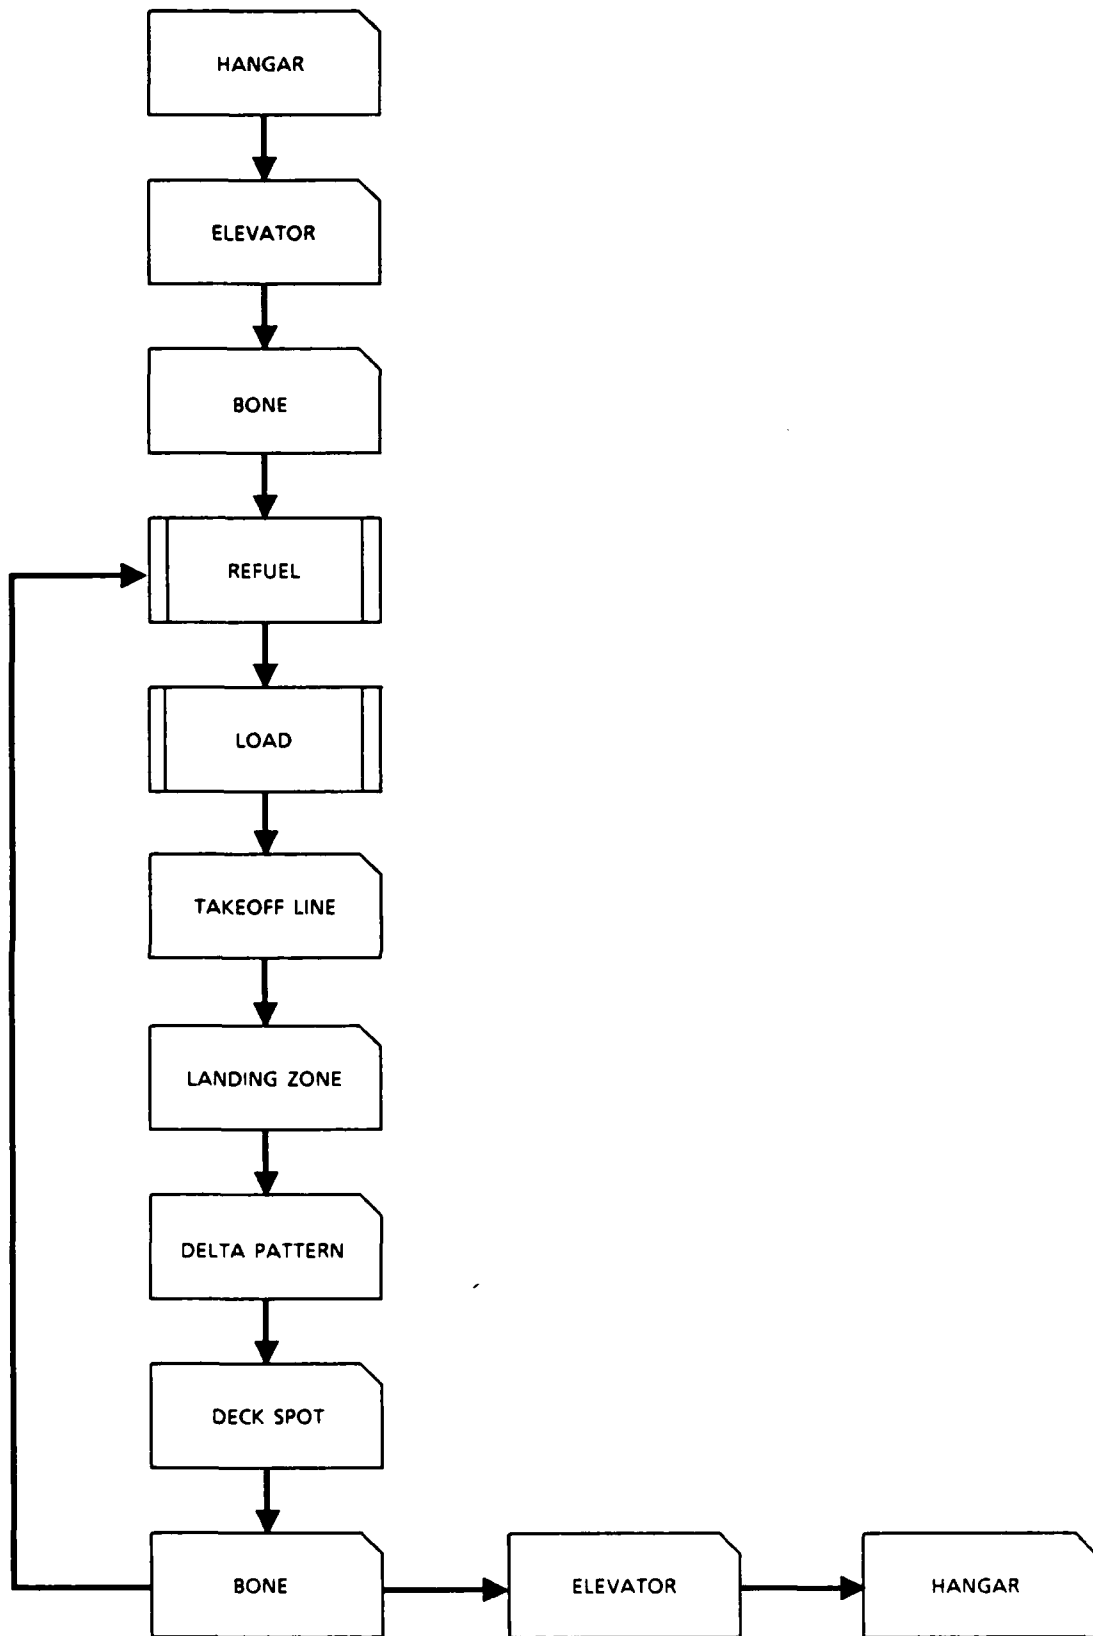 HANGAR
ELEVATOR
BONE
REFUEL
LOAD
TAKEOFF LINE
LANDING ZONE
DELTA PATTERN
DECK SPOT
BONE
ELEVATOR
HANGAR